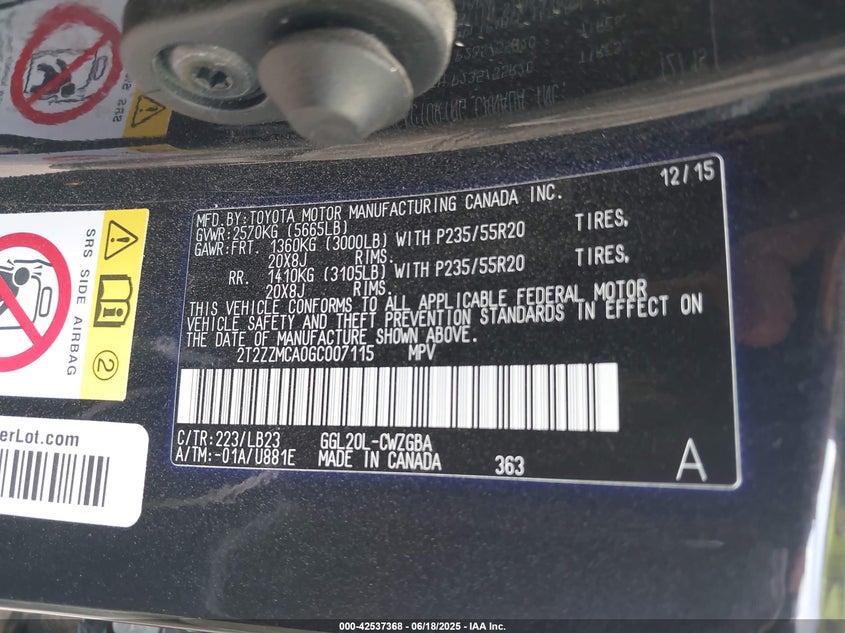 12/15
MFD.BY:TOYOTA MOTOR MANUFACTURING CANADA INC.
GVWR:2570KG (5665LB)
GAWR:FRT. 1360KG (3000LB) WITH P235/55R20 TIRES,
20X8J RIMS.
RR. 1410KG (3105LB) WITH P235/55R20 TIRES,
20X8J RIMS.
THIS VEHICLE CONFORMS TO ALL APPLICABLE FEDERAL MOTOR
VEHICLE SAFETY AND THEFT PREVENTION STANDARDS IN EFFECT ON
THE DATE OF MANUFACTURE SHOWN ABOVE.
2T2ZZMCA0GC007115 MPV
C/TR:223/LB23 GGL20L-CWZGBA
A/TM:-01A/U881E MADE IN CANADA 363 A
SRS SIDE AIRBAG
2
erLot.com
000-42537368 - 06/18/2025 - IAA Inc.